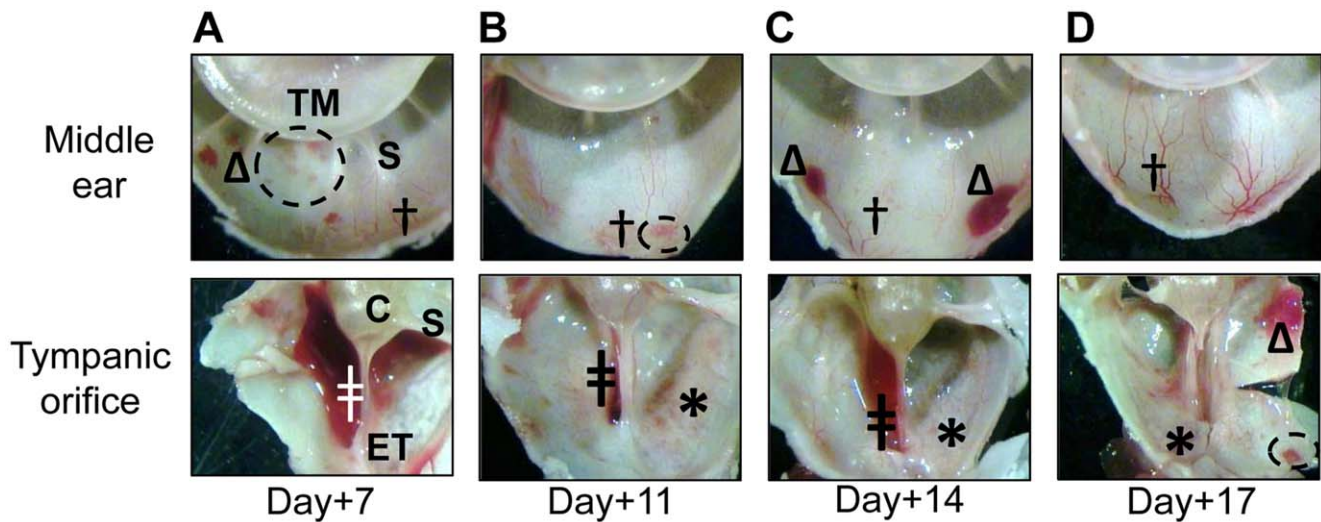 A B C D
Middle
ear
TM
Δ
S
†
†
Δ
†
Δ
†
Tympanic
orifice
C
S
‡
ET
‡
*
‡
*
Δ
*
Day+7 Day+11 Day+14 Day+17